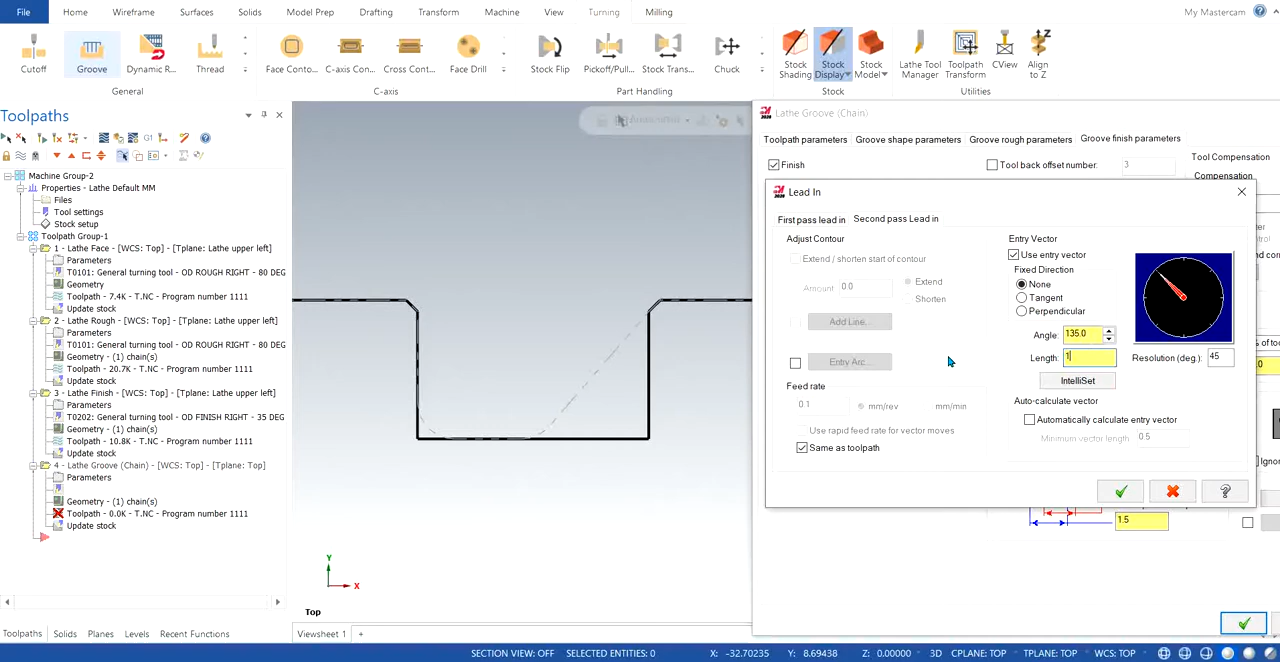 File Home Wireframe Surfaces Solids Model Prep Drafting Transform Machine View Turning Milling My Mastercam
Cutoff Groove Dynamic R... Thread Face Conto... C-axis Con... Cross Cont... Face Drill Stock Flip Pickoff/Pull... Stock Trans... Chuck Stock Shading Stock Display Stock Model Lathe Tool Manager Toolpath Transform CView Align to Z
General C-axis Part Handling Stock Utilities
Toolpaths
G1
Machine Group-2
Properties - Lathe Default MM
Files
Tool settings
Stock setup
Toolpath Group-1
1 - Lathe Face - [WCS: Top] - [Tplane: Lathe upper left]
Parameters
T0101: General turning tool - OD ROUGH RIGHT - 80 DEG
Geometry
Toolpath - 7.4K - T.NC - Program number 1111
Update stock
2 - Lathe Rough - [WCS: Top] - [Tplane: Lathe upper left]
Parameters
T0101: General turning tool - OD ROUGH RIGHT - 80 DEG
Geometry - (1) chain(s)
Toolpath - 20.7K - T.NC - Program number 1111
Update stock
3 - Lathe Finish - [WCS: Top] - [Tplane: Lathe upper left]
Parameters
T0202: General turning tool - OD FINISH RIGHT - 35 DEG
Geometry - (1) chain(s)
Toolpath - 10.8K - T.NC - Program number 1111
Update stock
4 - Lathe Groove (Chain) - [WCS: Top] - [Tplane: Top]
Parameters
Geometry - (1) chain(s)
Toolpath - 0.0K - T.NC - Program number 1111
Update stock
Toolpaths Solids Planes Levels Recent Functions
Y
X
Top
Viewsheet 1 +
Lathe Groove (Chain)
Toolpath parameters Groove shape parameters Groove rough parameters Groove finish parameters
Finish Tool back offset number: 3 Tool Compensation
Compensation
Lead In
First pass lead in Second pass Lead in
Adjust Contour
Extend / shorten start of contour
Amount 0.0 Extend
Shorten
Add Line...
Entry Arc...
Feed rate
0.1 mm/rev mm/min
Use rapid feed rate for vector moves
Same as toolpath
Entry Vector
Use entry vector
Fixed Direction
None
Tangent
Perpendicular
Angle: 135.0
Length: 1 Resolution (deg.): 45
IntelliSet
Auto-calculate vector
Automatically calculate entry vector
Minimum vector length 0.5
1.5
SECTION VIEW: OFF SELECTED ENTITIES: 0 X: -32.70235 Y: 8.69438 Z: 0.00000 3D CPLANE: TOP TPLANE: TOP WCS: TOP